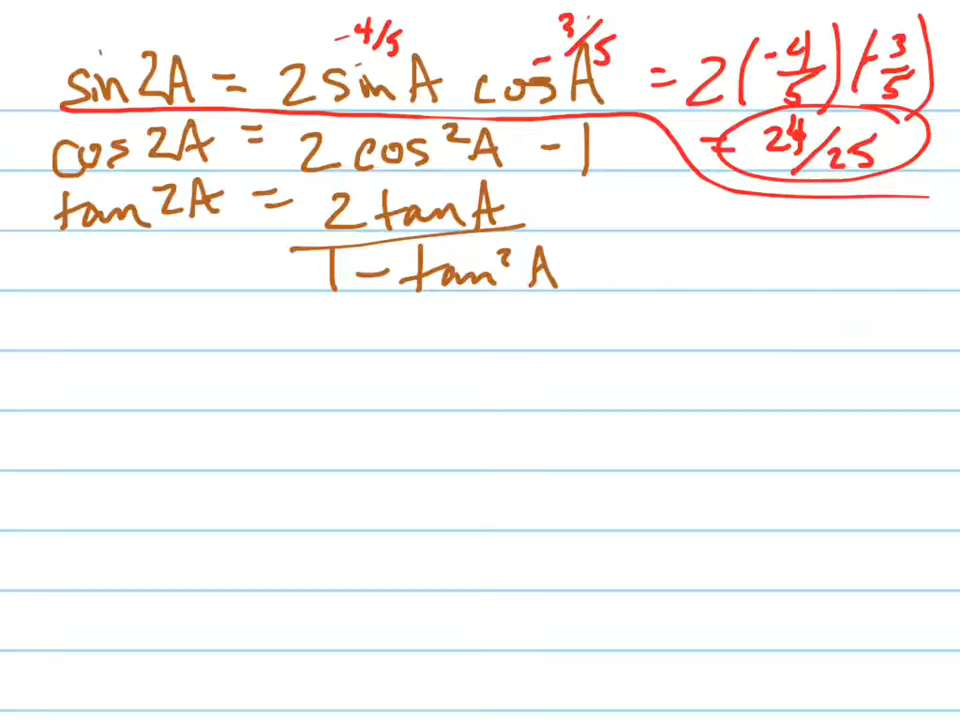 -4/5 -3/5
sin 2A = 2 sin A cos A = 2(-4/5)(-3/5)
cos 2A = 2 cos²A - 1 = 24/25
tan 2A = 2 tan A
1 - tan² A